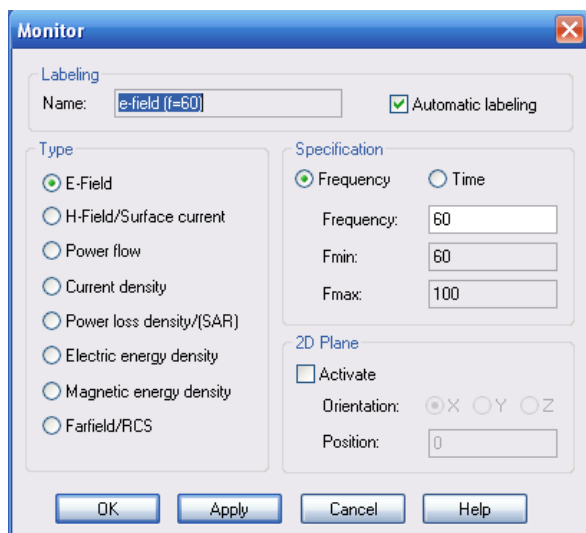 Monitor
Labeling
Name: e-field (f=60) Automatic labeling
Type
E-Field
H-Field/Surface current
Power flow
Current density
Power loss density/(SAR)
Electric energy density
Magnetic energy density
Farfield/RCS
Specification
Frequency Time
Frequency: 60
Fmin: 60
Fmax: 100
2D Plane
Activate
Orientation: X Y Z
Position: 0
OK Apply Cancel Help